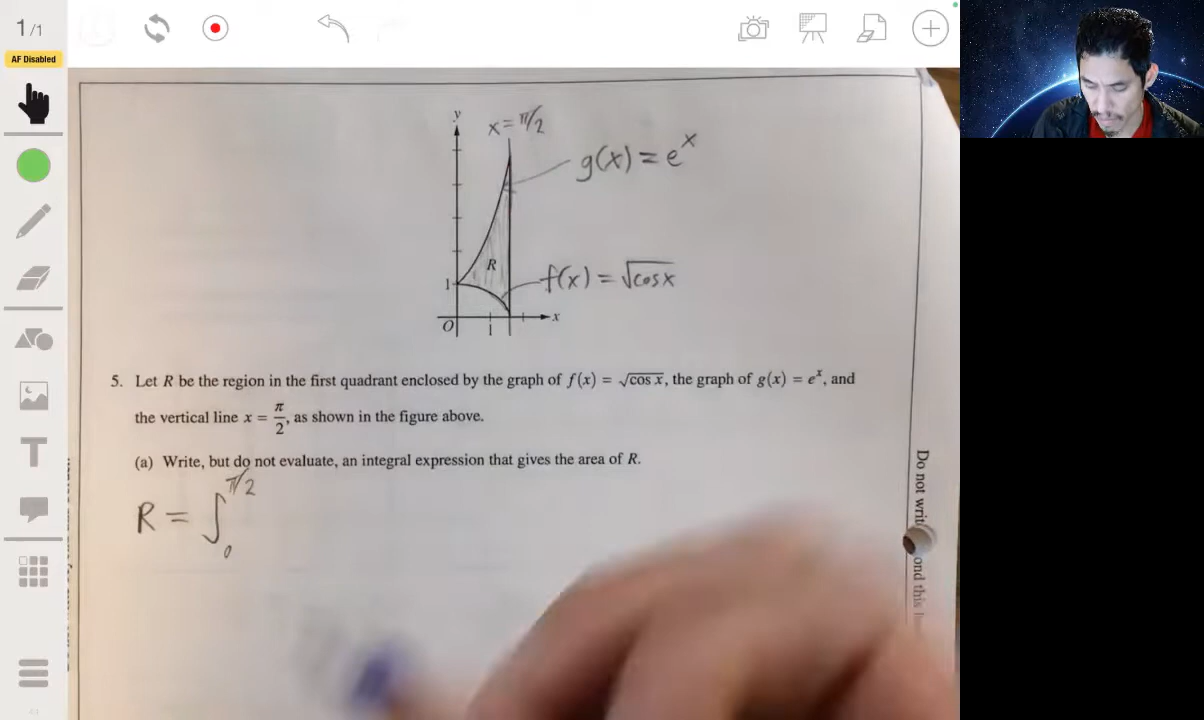 1/1
AF Disabled
y
x = π/2
g(x) = e^x
R
f(x) = √cos x
1
O
1
x
5. Let R be the region in the first quadrant enclosed by the graph of f(x) = √cos x, the graph of g(x) = e^x, and
the vertical line x = π/2, as shown in the figure above.
(a) Write, but do not evaluate, an integral expression that gives the area of R.
R = ∫_0^{π/2}
Do not write
ond this
T